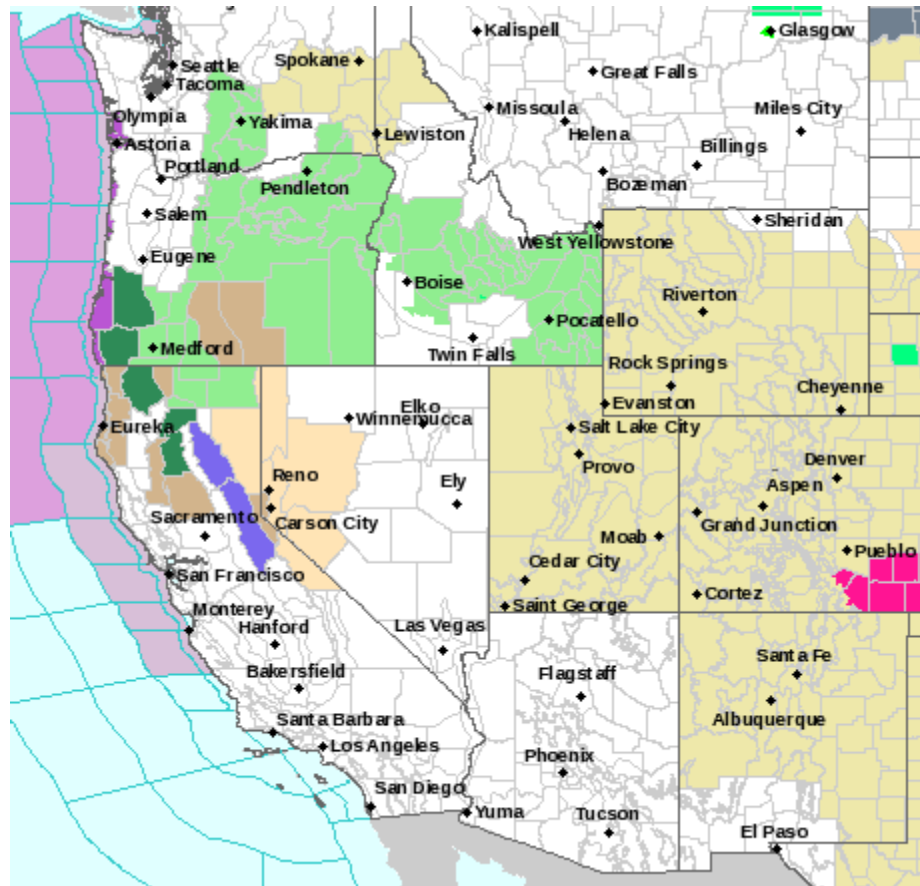 Kalispell
Glasgow
Seattle
Spokane
Tacoma
Great Falls
Olympia
Missoula
Miles City
Yakima
Helena
Lewiston
Astoria
Billings
Portland
Pendleton
Bozeman
Salem
Sheridan
West Yellowstone
Eugene
Boise
Riverton
Pocatello
Medford
Twin Falls
Rock Springs
Cheyenne
Evanston
Elko
Winnemucca
Eureka
Salt Lake City
Provo
Denver
Reno
Ely
Aspen
Sacramento
Carson City
Grand Junction
Moab
Pueblo
San Francisco
Cedar City
Cortez
Saint George
Monterey
Las Vegas
Hanford
Santa Fe
Bakersfield
Flagstaff
Albuquerque
Santa Barbara
Los Angeles
Phoenix
San Diego
Yuma
Tucson
El Paso